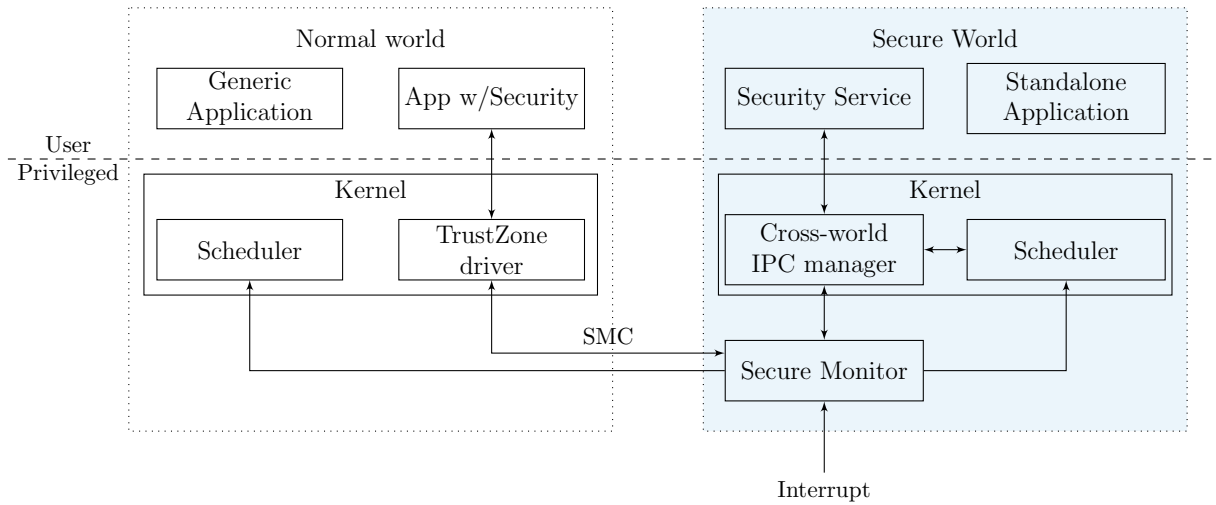 Normal world
Secure World
Generic
Application
App w/Security
Security Service
Standalone
Application
User
Privileged
Kernel
Kernel
Scheduler
TrustZone
driver
Cross-world
IPC manager
Scheduler
SMC
Secure Monitor
Interrupt